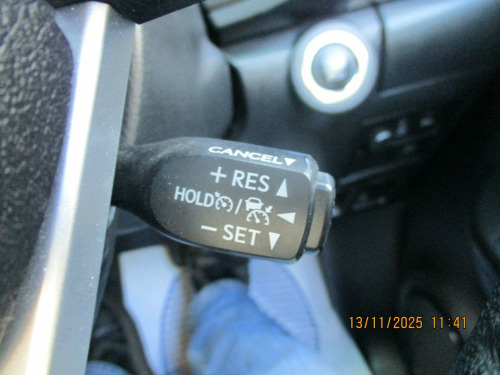 CANCEL▼
+ RES ▲
HOLD / ◄
− SET ▼
13/11/2025 11:41